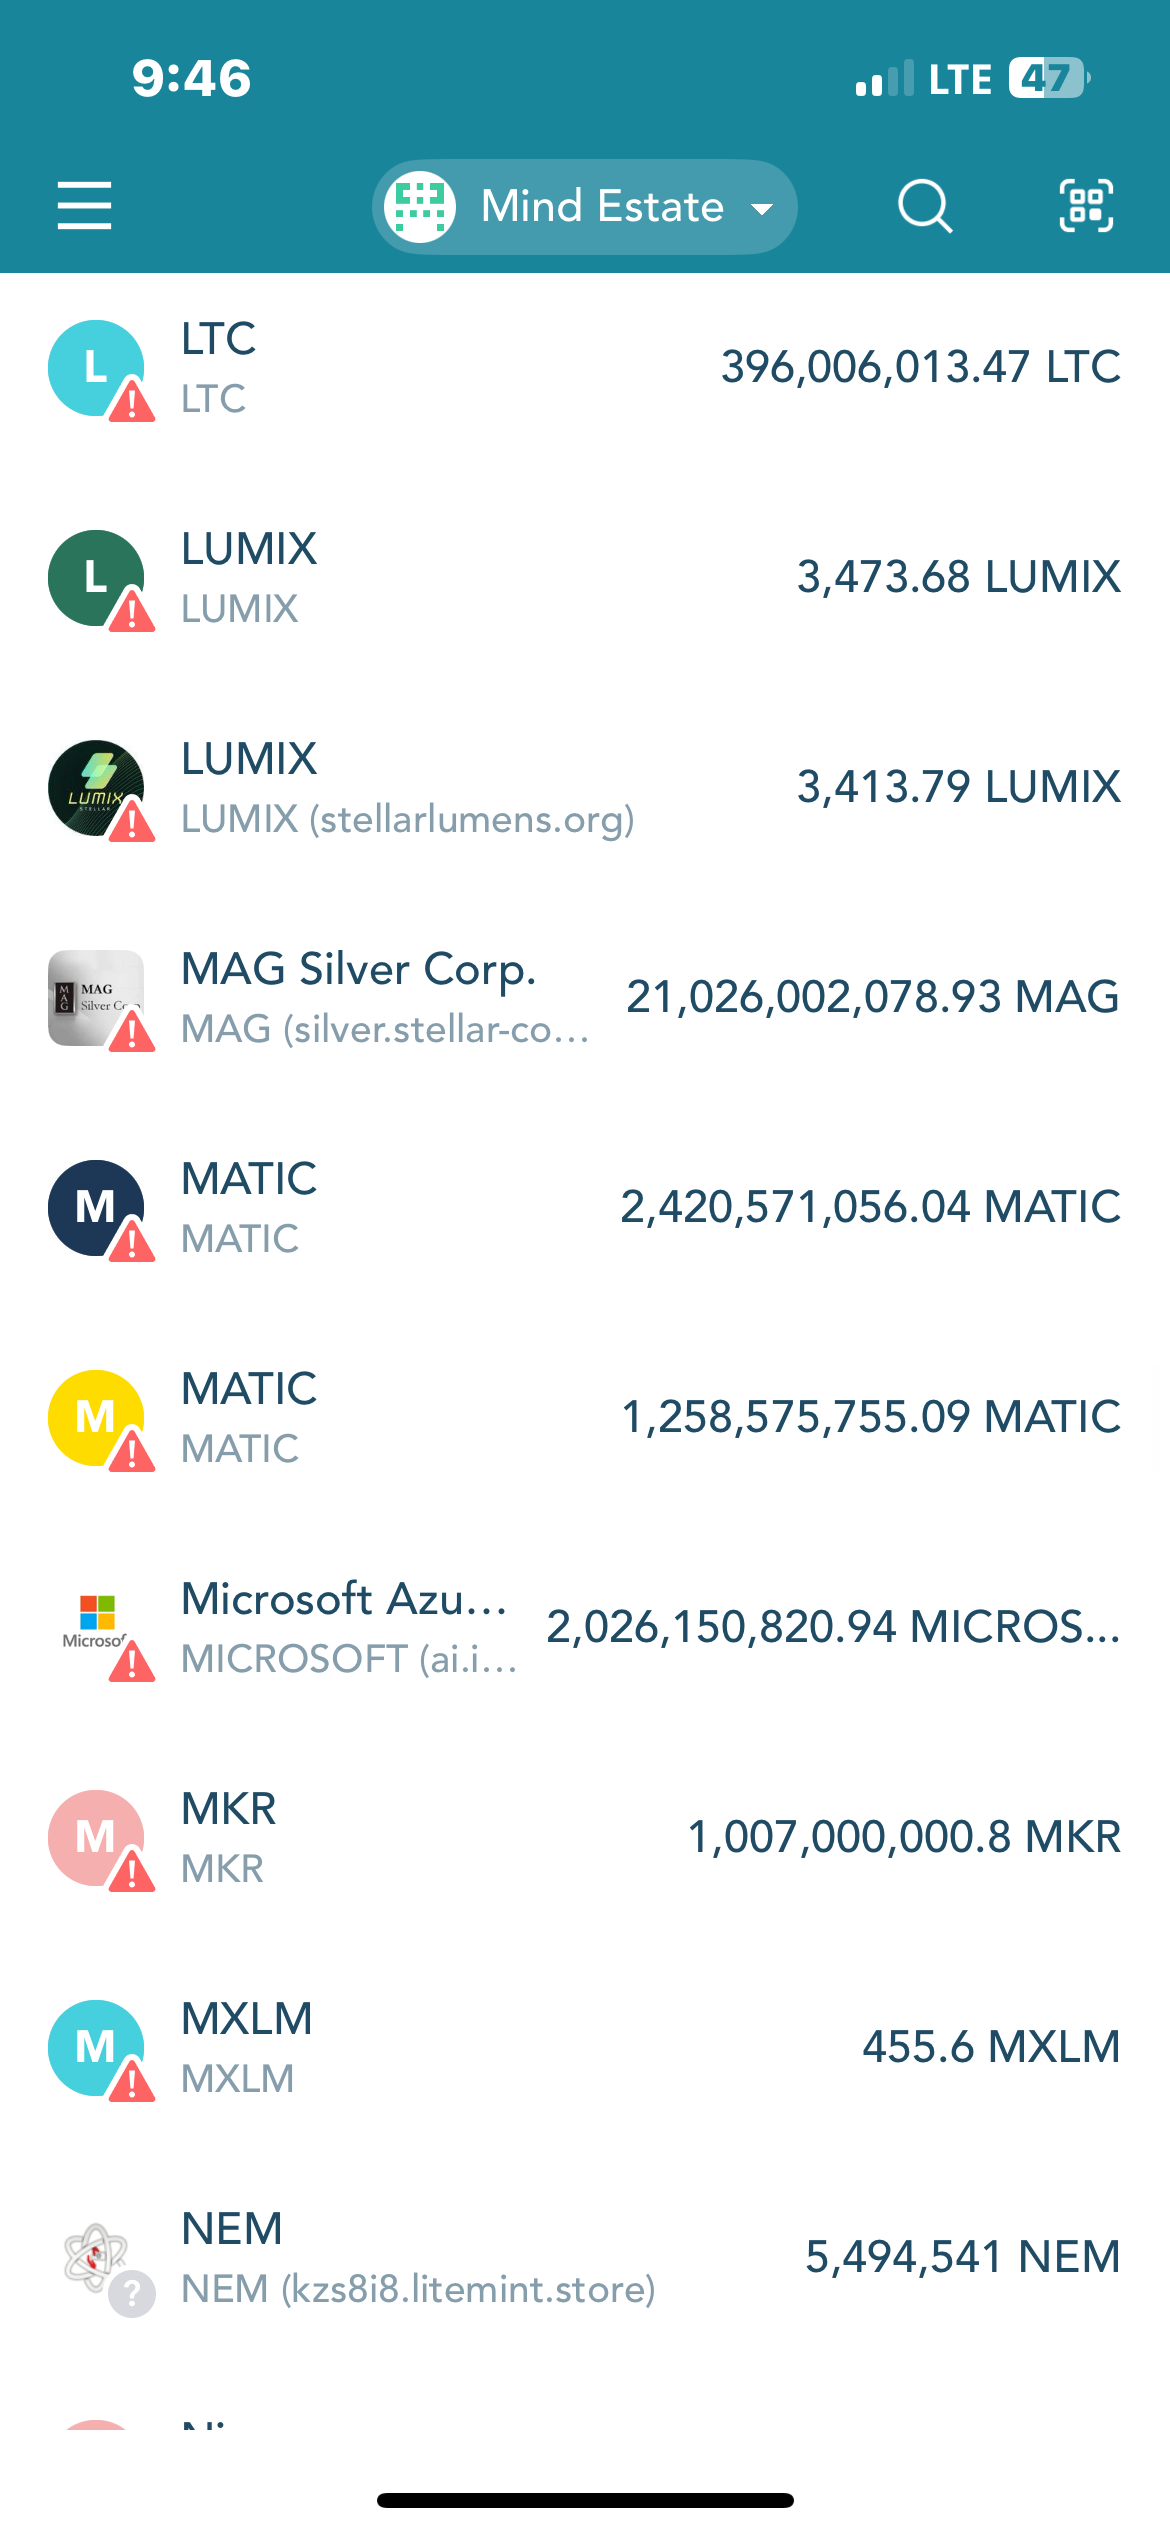 9:46
LTE 47
Mind Estate
L
LTC
LTC
396,006,013.47 LTC
L
LUMIX
LUMIX
3,473.68 LUMIX
LUMIX
STELLAR
LUMIX
LUMIX (stellarlumens.org)
3,413.79 LUMIX
MAG
MAG
Silver Corp
MAG Silver Corp.
MAG (silver.stellar-co...
21,026,002,078.93 MAG
M
MATIC
MATIC
2,420,571,056.04 MATIC
M
MATIC
MATIC
1,258,575,755.09 MATIC
Microsof
Microsoft Azu...
MICROSOFT (ai.i...
2,026,150,820.94 MICROS...
M
MKR
MKR
1,007,000,000.8 MKR
M
MXLM
MXLM
455.6 MXLM
NEM
NEM (kzs8i8.litemint.store)
5,494,541 NEM